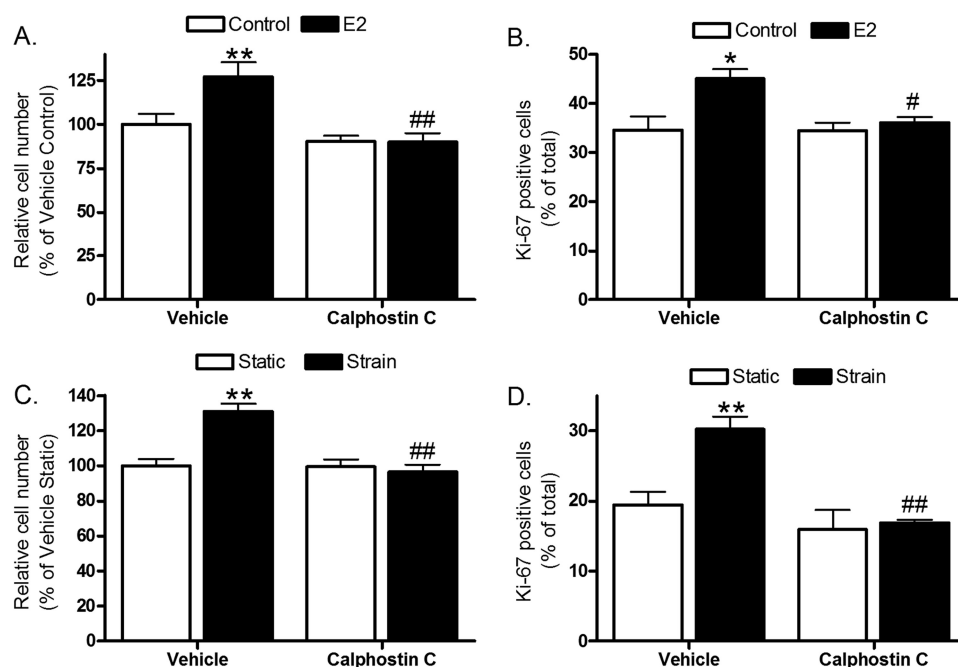 A.
Control E2
Relative cell number
(% of Vehicle Control)
125
100
75
50
25
0
**
##
Vehicle Calphostin C
B.
Control E2
Ki-67 positive cells
(% of total)
50
40
30
20
10
0
*
#
Vehicle Calphostin C
C.
Static Strain
Relative cell number
(% of Vehicle Static)
140
120
100
80
60
40
20
0
**
##
Vehicle Calphostin C
D.
Static Strain
Ki-67 positive cells
(% of total)
30
20
10
0
**
##
Vehicle Calphostin C